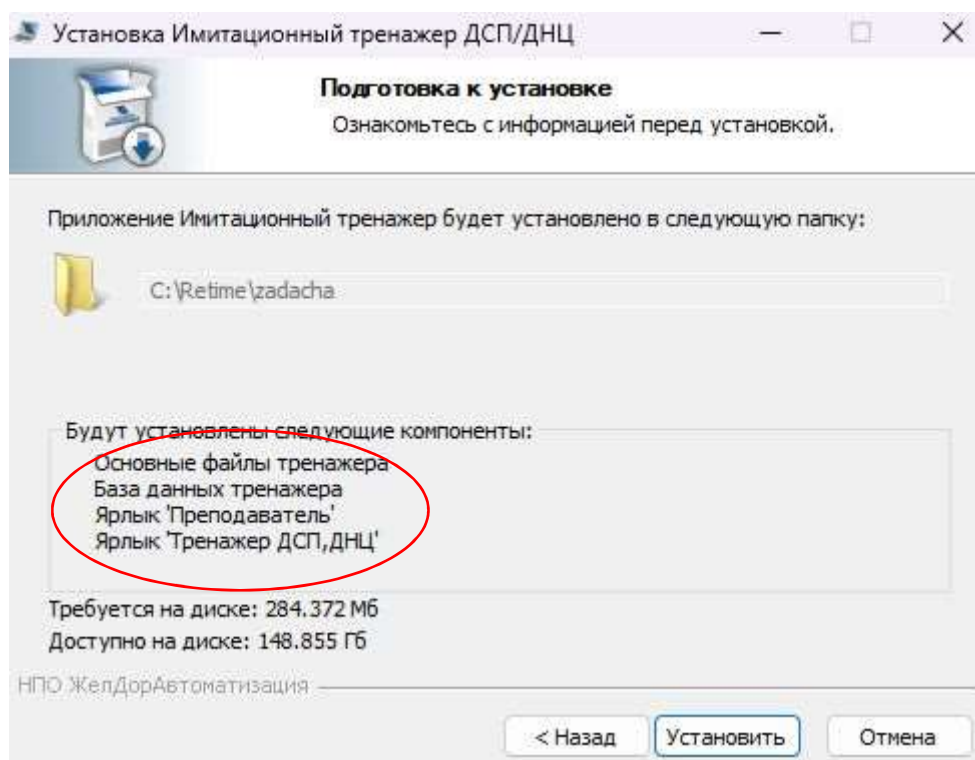 Установка Имитационный тренажер ДСП/ДНЦ
Подготовка к установке
Ознакомьтесь с информацией перед установкой.
Приложение Имитационный тренажер будет установлено в следующую папку:
C:\Retime\zadacha
Будут установлены следующие компоненты:
Основные файлы тренажера
База данных тренажера
Ярлык 'Преподаватель'
Ярлык 'Тренажер ДСП,ДНЦ'
Требуется на диске: 284.372 Мб
Доступно на диске: 148.855 Гб
НПО ЖелДорАвтоматизация
< Назад
Установить
Отмена